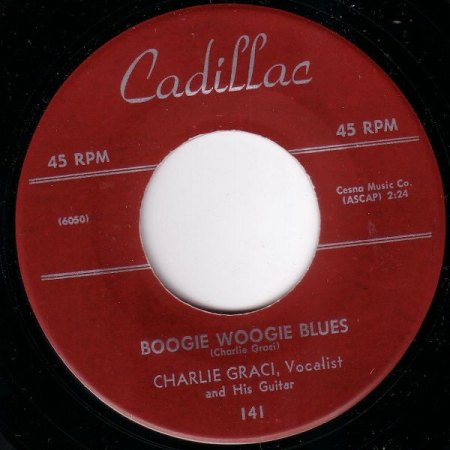 Cadillac
45 RPM
45 RPM
(6050)
Cesna Music Co.
(ASCAP) 2:24
BOOGIE WOOGIE BLUES
(Charlie Graci)
CHARLIE GRACI, Vocalist
and His Guitar
141